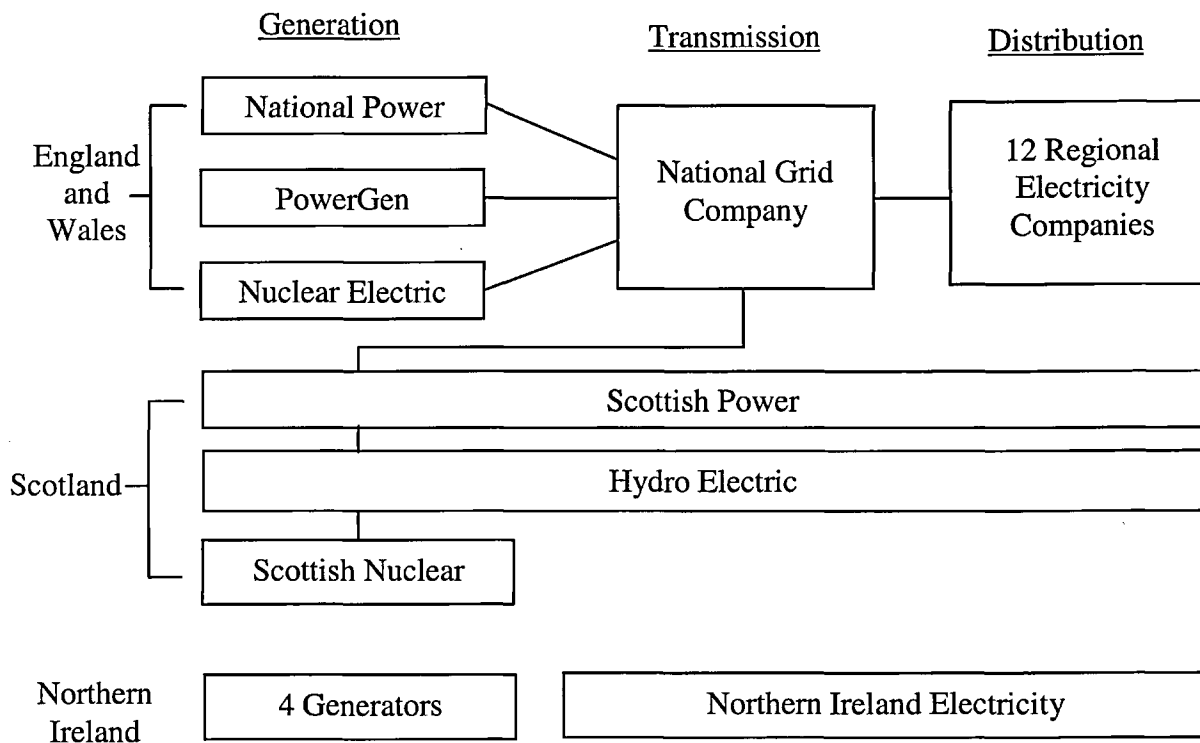 Generation
Transmission
Distribution
England
and
Wales
National Power
PowerGen
Nuclear Electric
National Grid
Company
12 Regional
Electricity
Companies
Scotland
Scottish Power
Hydro Electric
Scottish Nuclear
Northern
Ireland
4 Generators
Northern Ireland Electricity